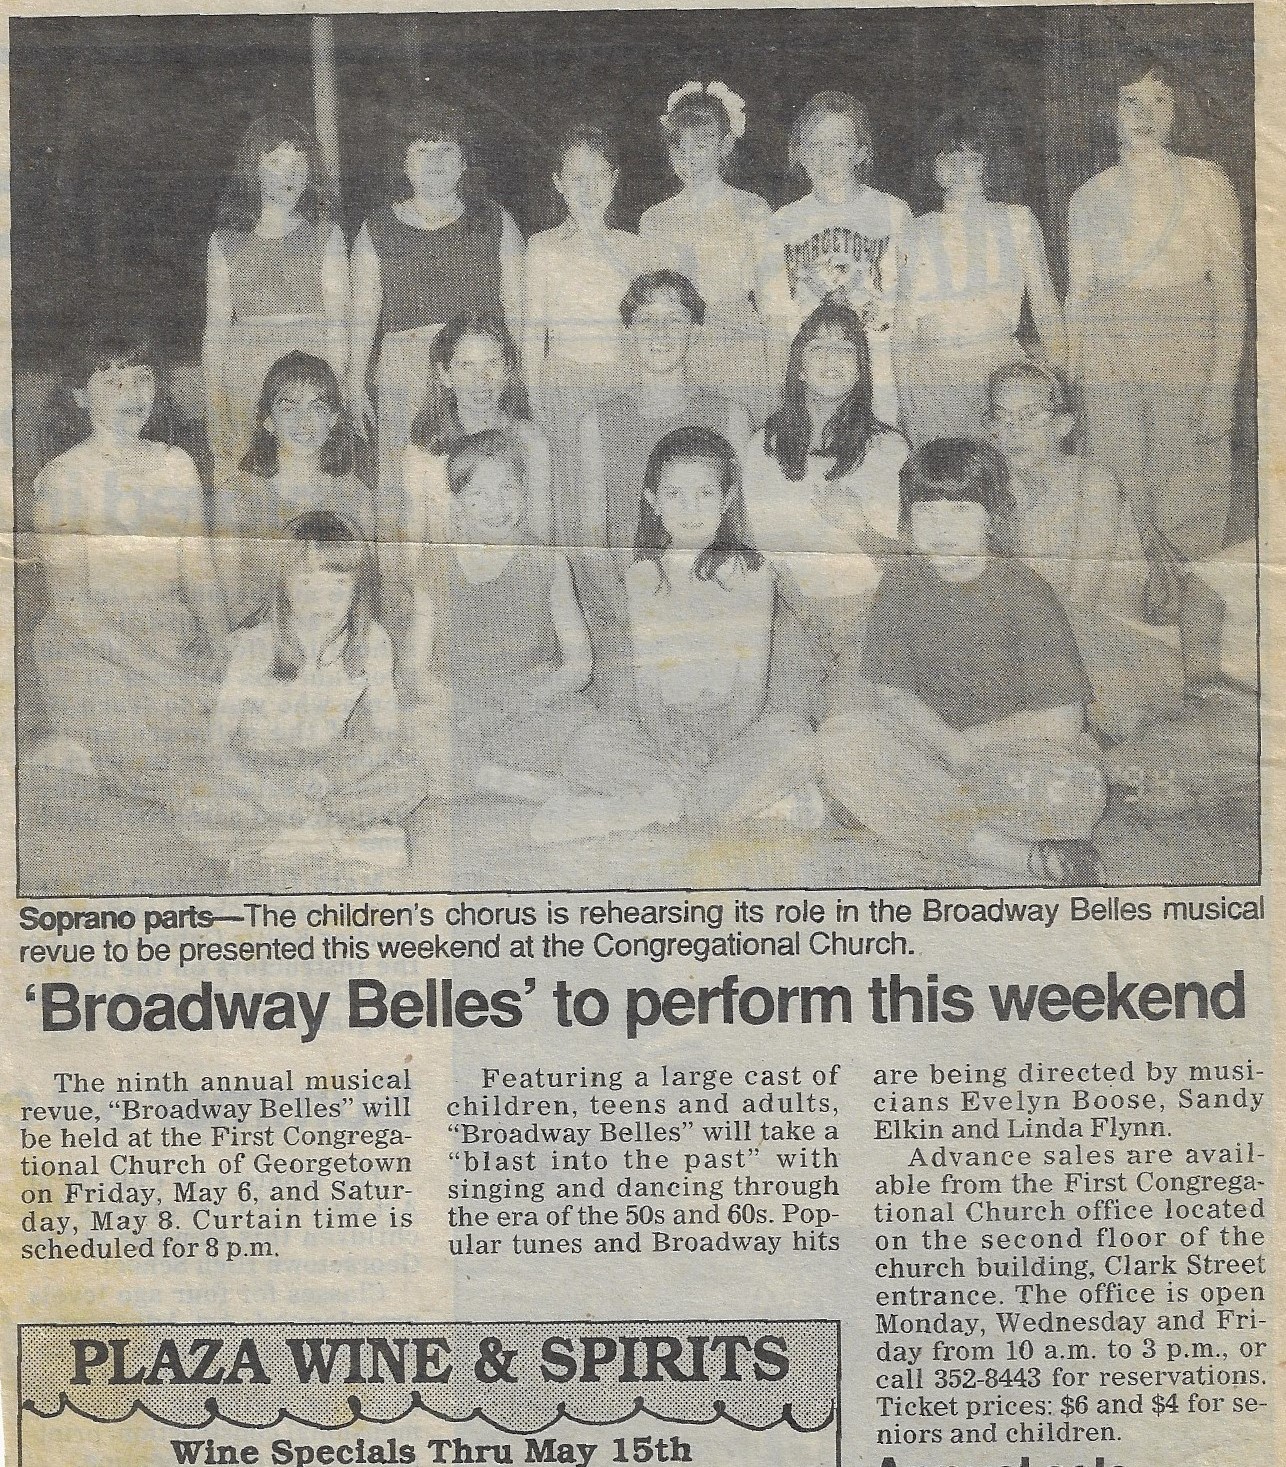 GEORGETOWN
4 27 '94
Soprano parts—The children's chorus is rehearsing its role in the Broadway Belles musical
revue to be presented this weekend at the Congregational Church.
'Broadway Belles' to perform this weekend
The ninth annual musical
revue, "Broadway Belles" will
be held at the First Congrega-
tional Church of Georgetown
on Friday, May 6, and Satur-
day, May 8. Curtain time is
scheduled for 8 p.m.
Featuring a large cast of
children, teens and adults,
"Broadway Belles" will take a
"blast into the past" with
singing and dancing through
the era of the 50s and 60s. Pop-
ular tunes and Broadway hits
are being directed by musi-
cians Evelyn Boose, Sandy
Elkin and Linda Flynn.
Advance sales are avail-
able from the First Congrega-
tional Church office located
on the second floor of the
church building, Clark Street
entrance. The office is open
Monday, Wednesday and Fri-
day from 10 a.m. to 3 p.m., or
call 352-8443 for reservations.
Ticket prices: $6 and $4 for se-
niors and children.
PLAZA WINE & SPIRITS
Wine Specials Thru May 15th